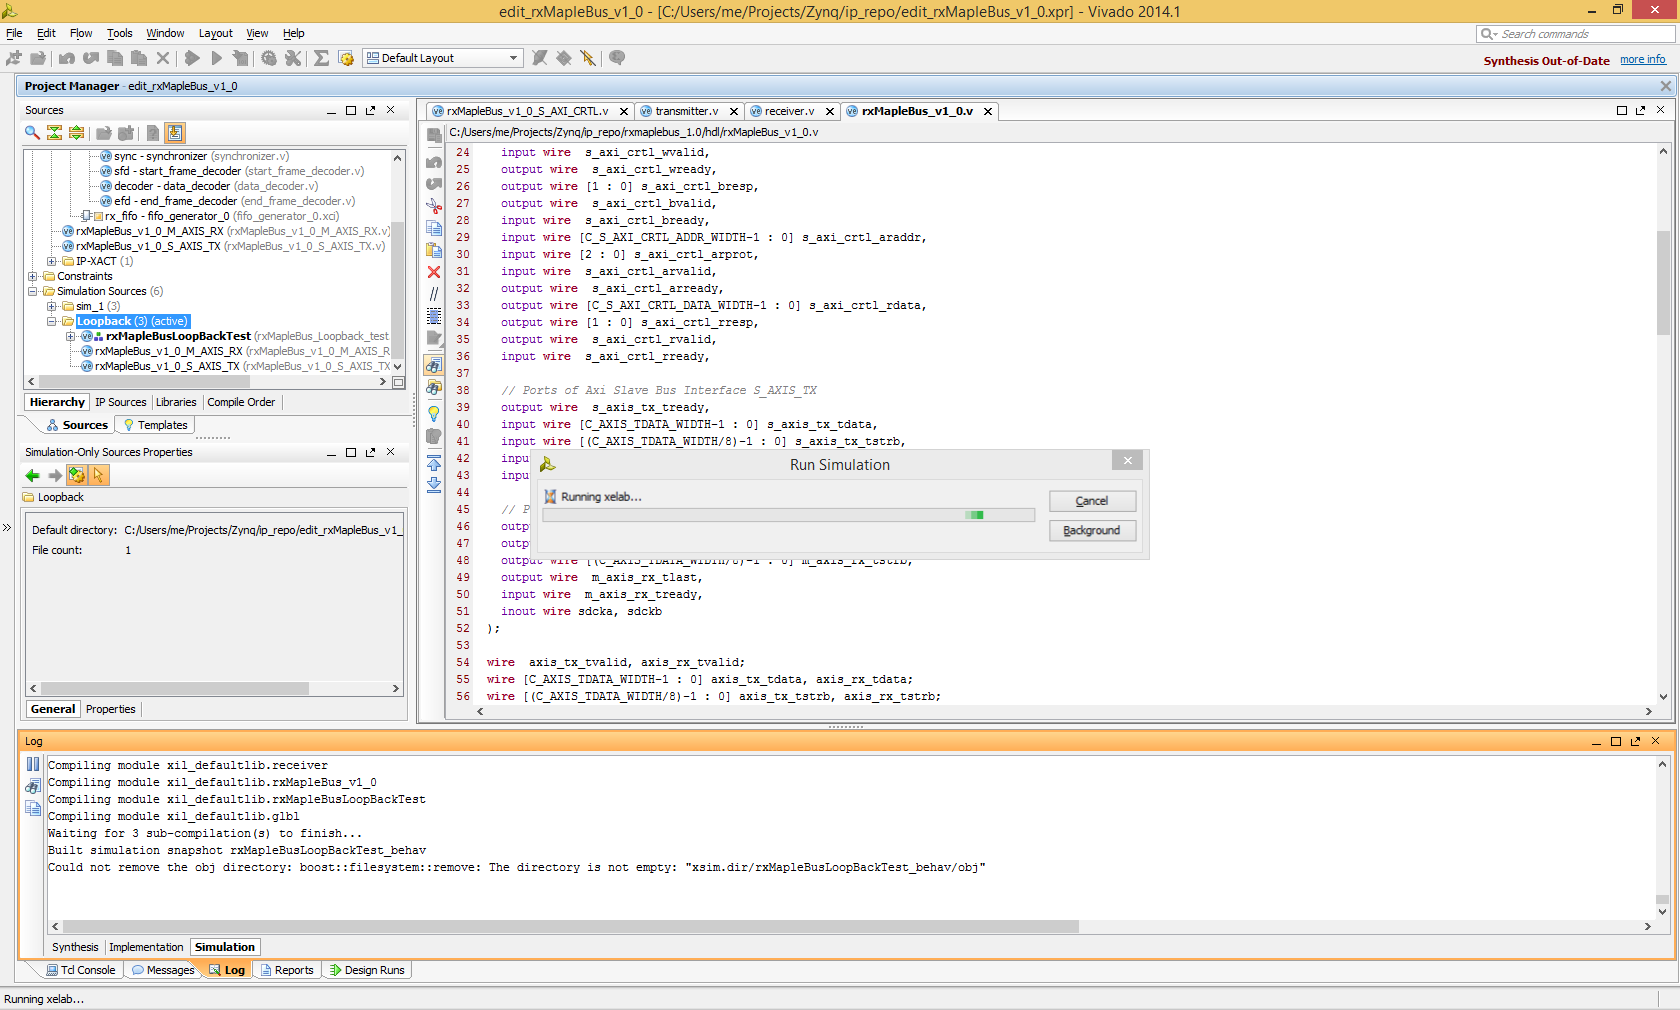 edit_rxMapleBus_v1_0 - [C:/Users/me/Projects/Zynq/ip_repo/edit_rxMapleBus_v1_0.xpr] - Vivado 2014.1
File Edit Flow Tools Window Layout View Help
Search commands
Default Layout
Synthesis Out-of-Date more info
Project Manager - edit_rxMapleBus_v1_0
Sources
sync - synchronizer (synchronizer.v)
sfd - start_frame_decoder (start_frame_decoder.v)
decoder - data_decoder (data_decoder.v)
efd - end_frame_decoder (end_frame_decoder.v)
rx_fifo - fifo_generator_0 (fifo_generator_0.xci)
rxMapleBus_v1_0_M_AXIS_RX (rxMapleBus_v1_0_M_AXIS_RX.v)
rxMapleBus_v1_0_S_AXIS_TX (rxMapleBus_v1_0_S_AXIS_TX.v)
IP-XACT (1)
Constraints
Simulation Sources (6)
sim_1 (3)
Loopback (3) (active)
rxMapleBusLoopBackTest (rxMapleBus_Loopback_test
rxMapleBus_v1_0_M_AXIS_RX (rxMapleBus_v1_0_M_AXIS_R
rxMapleBus_v1_0_S_AXIS_TX (rxMapleBus_v1_0_S_AXIS_TX
Hierarchy IP Sources Libraries Compile Order
Sources Templates
Simulation-Only Sources Properties
Loopback
Default directory: C:/Users/me/Projects/Zynq/ip_repo/edit_rxMapleBus_v1_
File count: 1
General Properties
rxMapleBus_v1_0_S_AXI_CRTL.v transmitter.v receiver.v rxMapleBus_v1_0.v
C:/Users/me/Projects/Zynq/ip_repo/rxmaplebus_1.0/hdl/rxMapleBus_v1_0.v
24 input wire s_axi_crtl_wvalid,
25 output wire s_axi_crtl_wready,
26 output wire [1 : 0] s_axi_crtl_bresp,
27 output wire s_axi_crtl_bvalid,
28 input wire s_axi_crtl_bready,
29 input wire [C_S_AXI_CRTL_ADDR_WIDTH-1 : 0] s_axi_crtl_araddr,
30 input wire [2 : 0] s_axi_crtl_arprot,
31 input wire s_axi_crtl_arvalid,
32 output wire s_axi_crtl_arready,
33 output wire [C_S_AXI_CRTL_DATA_WIDTH-1 : 0] s_axi_crtl_rdata,
34 output wire [1 : 0] s_axi_crtl_rresp,
35 output wire s_axi_crtl_rvalid,
36 input wire s_axi_crtl_rready,
37
38 // Ports of Axi Slave Bus Interface S_AXIS_TX
39 output wire s_axis_tx_tready,
40 input wire [C_AXIS_TDATA_WIDTH-1 : 0] s_axis_tx_tdata,
41 input wire [(C_AXIS_TDATA_WIDTH/8)-1 : 0] s_axis_tx_tstrb,
42 inpu
43 inpu
44
45 // P
46 outp
47 outp
48 output wire [(C_AXIS_TDATA_WIDTH/8)-1 : 0] m_axis_rx_tstrb,
49 output wire m_axis_rx_tlast,
50 input wire m_axis_rx_tready,
51 inout wire sdcka, sdckb
52 );
53
54 wire axis_tx_tvalid, axis_rx_tvalid;
55 wire [C_AXIS_TDATA_WIDTH-1 : 0] axis_tx_tdata, axis_rx_tdata;
56 wire [(C_AXIS_TDATA_WIDTH/8)-1 : 0] axis_tx_tstrb, axis_rx_tstrb;
Run Simulation
Running xelab...
Cancel
Background
Log
Compiling module xil_defaultlib.receiver
Compiling module xil_defaultlib.rxMapleBus_v1_0
Compiling module xil_defaultlib.rxMapleBusLoopBackTest
Compiling module xil_defaultlib.glbl
Waiting for 3 sub-compilation(s) to finish...
Built simulation snapshot rxMapleBusLoopBackTest_behav
Could not remove the obj directory: boost::filesystem::remove: The directory is not empty: "xsim.dir/rxMapleBusLoopBackTest_behav/obj"
Synthesis Implementation Simulation
Tcl Console Messages Log Reports Design Runs
Running xelab...